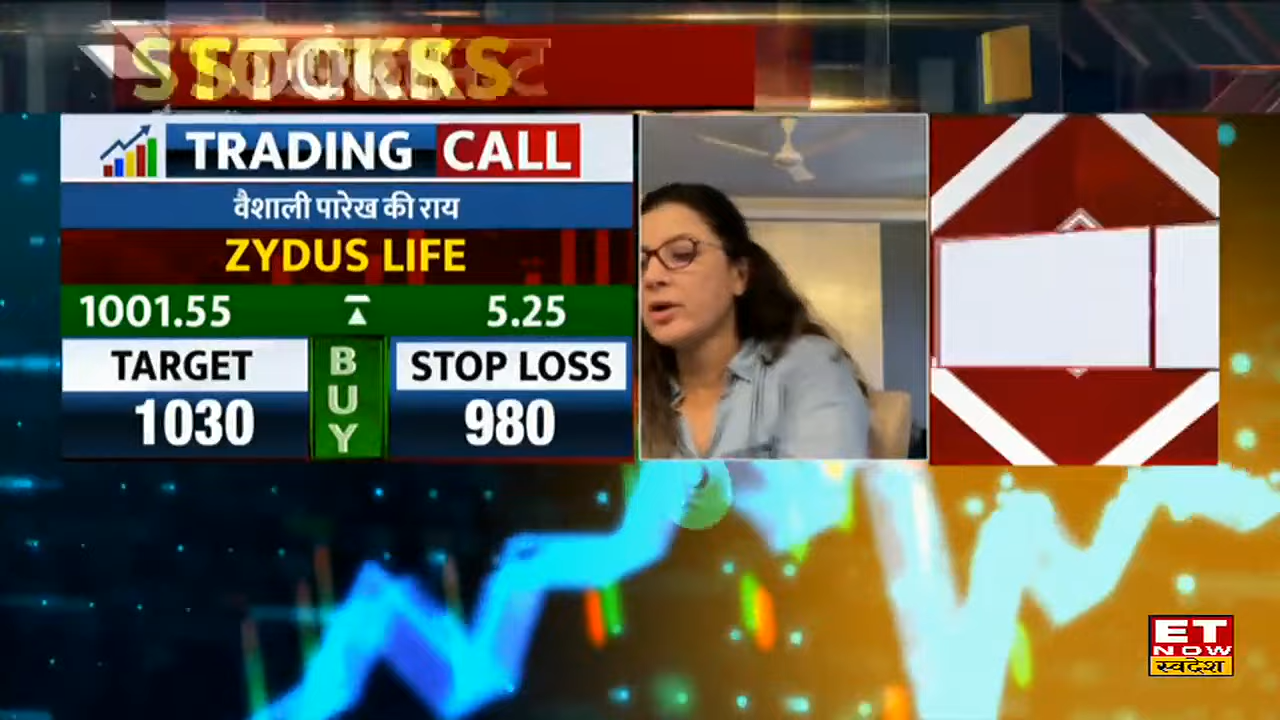 TRADING CALL
वैशाली पारेख की राय
ZYDUS LIFE
1001.55 5.25
TARGET BUY STOP LOSS
1030 980
ET
NOW
स्वदेश